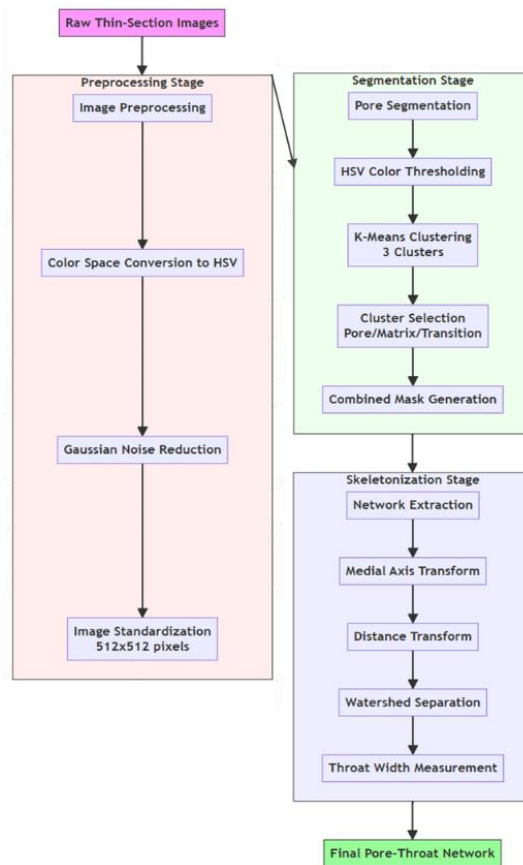 Raw Thin-Section Images
Preprocessing Stage
Image Preprocessing
Color Space Conversion to HSV
Gaussian Noise Reduction
Image Standardization
512x512 pixels
Segmentation Stage
Pore Segmentation
HSV Color Thresholding
K-Means Clustering
3 Clusters
Cluster Selection
Pore/Matrix/Transition
Combined Mask Generation
Skeletonization Stage
Network Extraction
Medial Axis Transform
Distance Transform
Watershed Separation
Throat Width Measurement
Final Pore-Throat Network